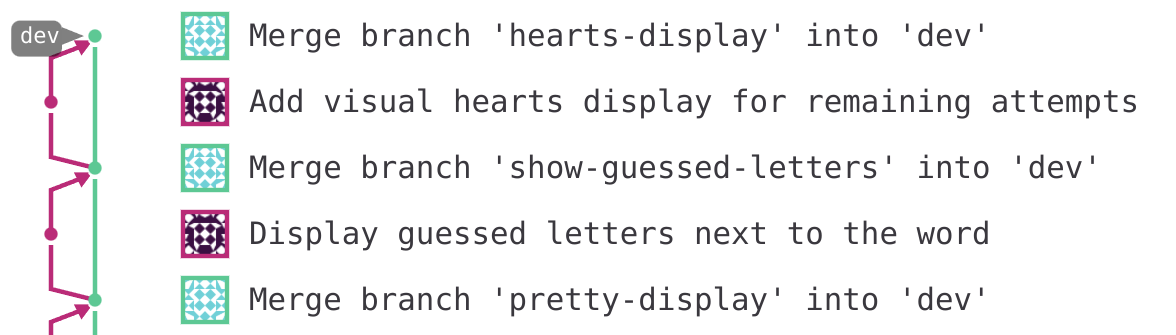 dev
Merge branch 'hearts-display' into 'dev'
Add visual hearts display for remaining attempts
Merge branch 'show-guessed-letters' into 'dev'
Display guessed letters next to the word
Merge branch 'pretty-display' into 'dev'